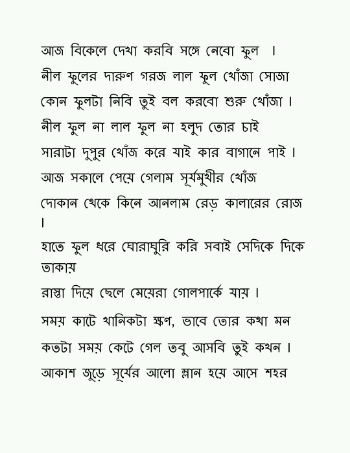 আজ বিকেলে দেখা করবি সঙ্গে নেবো ফুল ।
নীল ফুলের দারুণ গরজ লাল ফুল খোঁজা সোজা
কোন ফুলটা নিবি তুই বল করবো শুরু খোঁজা ।
নীল ফুল না লাল ফুল না হলুদ তোর চাই
সারাটা দুপুর খোঁজ করে যাই কার বাগানে পাই ।
আজ সকালে পেয়ে গেলাম সূর্যমুখীর খোঁজ
দোকান থেকে কিনে আনলাম রেড় কালারের রোজ
।
হাতে ফুল ধরে ঘোরাঘুরি করি সবাই সেদিকে দিকে
তাকায়
রাস্তা দিয়ে ছেলে মেয়েরা গোলপার্কে যায় ।
সময় কাটে খানিকটা ক্ষণ, ভাবে তোর কথা মন
কতটা সময় কেটে গেল তবু আসবি তুই কখন ।
আকাশ জূড়ে সূর্যের আলো ম্লান হয়ে আসে শহর